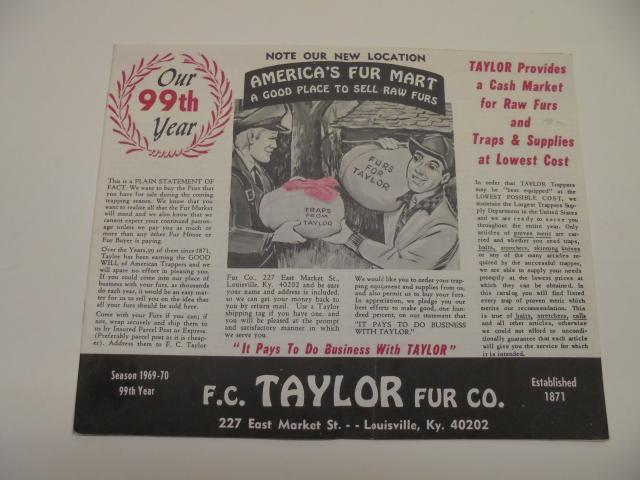 NOTE OUR NEW LOCATION
Our
99th
Year
AMERICA'S FUR MART
A GOOD PLACE TO SELL RAW FURS
TAYLOR Provides
a Cash Market
for Raw Furs
and
Traps & Supplies
at Lowest Cost
FURS
FOR
TAYLOR
TRAPS
FROM
TAYLOR
This is a PLAIN STATEMENT OF
FACT. We want to buy the Furs that
you have for sale during the coming
trapping season. We know that you
want to realize all that the Fur Market
will stand and we also know that we
cannot expect your continued patron-
age unless we pay you as much or
more than any other Fur House or
Fur Buyer is paying.
Over the Years, 99 of them since 1871,
Taylor has been earning the GOOD
WILL of American Trappers and we
will spare no effort in pleasing you.
If you could come into our place of
business with your furs, as thousands
do each year, it would be an easy mat-
ter for us to sell you on the idea that
all your furs should be sold here.
Come with your Furs if you can; if
not, wrap securely and ship them to
us by Insured Parcel Post or Express.
(Preferably parcel post as it is cheap-
er). Address them to F. C. Taylor
Fur Co., 227 East Market St.,
Louisville, Ky. 40202 and be sure
your name and address is included,
so we can get your money back to
you by return mail. Use a Taylor
shipping tag if you have one, and
you will be pleased at the prompt
and satisfactory manner in which
we serve you.
We would like you to order your trap-
ping equipment and supplies from us,
and also permit us to buy your furs.
In appreciation, we pledge you our
best efforts to make good, one hun-
dred percent, on our statement that
"IT PAYS TO DO BUSINESS
WITH TAYLOR."
In order that TAYLOR Trappers
may be "best equipped" at the
LOWEST POSSIBLE COST, we
maintain the Largest Trappers Sup-
ply Department in the United States
and we are ready to serve you
throughout the entire year. Only
articles of proven merit are car-
ried and whether you need traps,
baits, stretchers, skinning knives
or any of the many articles re-
quired by the successful trapper,
we are able to supply your needs
promptly at the lowest prices at
which they can be obtained. In
this catalog you will find listed
every trap of proven merit which
merits our recommendation. This
is true of baits, stretchers, calls
and all other articles, otherwise
we could not afford to uncondi-
tionally guarantee that each article
will give you the service for which
it is intended.
"It Pays To Do Business With TAYLOR"
Season 1969-70
99th Year
F.C. TAYLOR FUR CO.
Established
1871
227 East Market St. - - Louisville, Ky. 40202